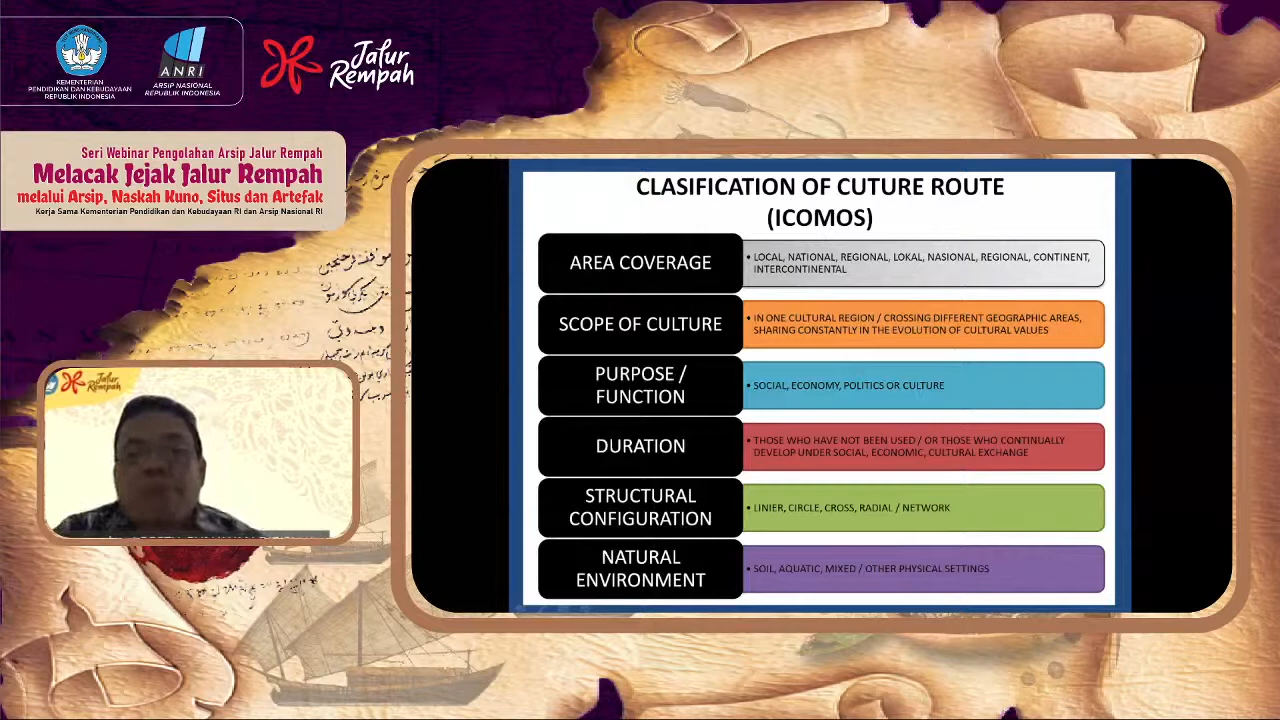 KEMENTERIAN
PENDIDIKAN DAN KEBUDAYAAN
REPUBLIK INDONESIA
ANRI
ARSIP NASIONAL
REPUBLIK INDONESIA
Jalur
Rempah
Seri Webinar Pengolahan Arsip Jalur Rempah
Melacak Jejak Jalur Rempah
melalui Arsip, Naskah Kuno, Situs dan Artefak
Kerja Sama Kementerian Pendidikan dan Kebudayaan RI dan Arsip Nasional RI
Jalur
Rempah
CLASIFICATION OF CUTURE ROUTE
(ICOMOS)
AREA COVERAGE
• LOCAL, NATIONAL, REGIONAL, LOKAL, NASIONAL, REGIONAL, CONTINENT,
INTERCONTINENTAL
SCOPE OF CULTURE
• IN ONE CULTURAL REGION / CROSSING DIFFERENT GEOGRAPHIC AREAS,
SHARING CONSTANTLY IN THE EVOLUTION OF CULTURAL VALUES
PURPOSE /
FUNCTION
• SOCIAL, ECONOMY, POLITICS OR CULTURE
DURATION
• THOSE WHO HAVE NOT BEEN USED / OR THOSE WHO CONTINUALLY
DEVELOP UNDER SOCIAL, ECONOMIC, CULTURAL EXCHANGE
STRUCTURAL
CONFIGURATION
• LINIER, CIRCLE, CROSS, RADIAL / NETWORK
NATURAL
ENVIRONMENT
• SOIL, AQUATIC, MIXED / OTHER PHYSICAL SETTINGS